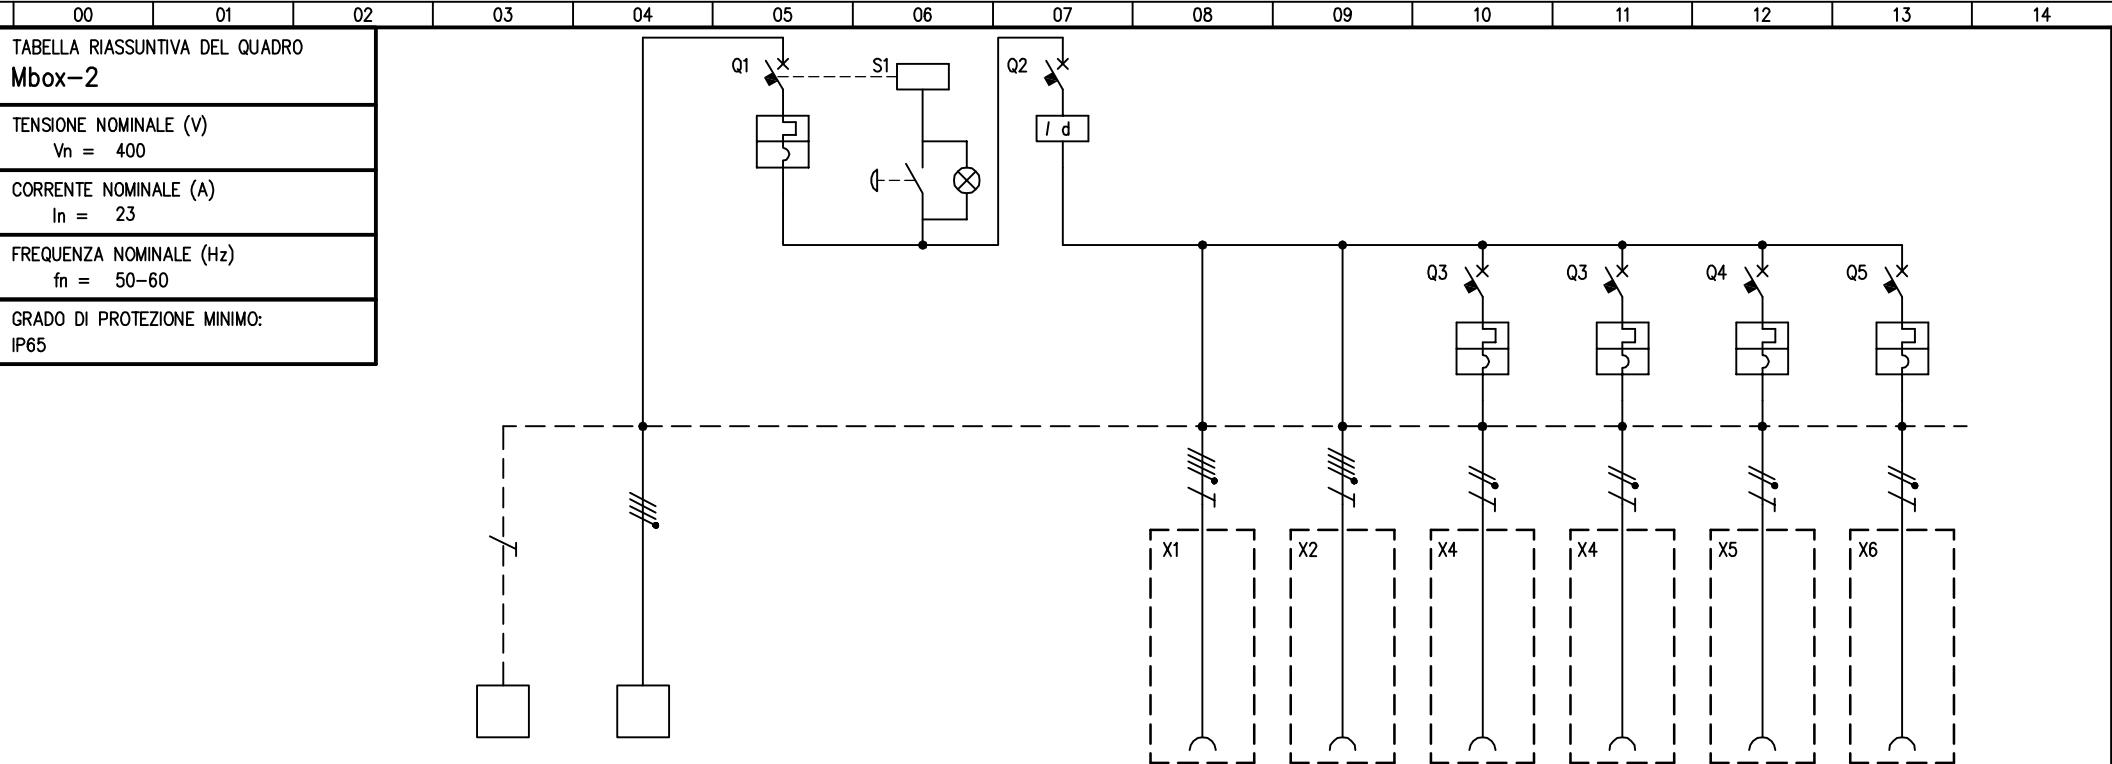 00 01 02 03 04 05 06 07 08 09 10 11 12 13 14
TABELLA RIASSUNTIVA DEL QUADRO
Mbox-2
TENSIONE NOMINALE (V)
Vn = 400
CORRENTE NOMINALE (A)
In = 23
FREQUENZA NOMINALE (Hz)
fn = 50-60
GRADO DI PROTEZIONE MINIMO:
IP65
Q1 S1 Q2
I d
Q3 Q3 Q4 Q5
X1 X2 X4 X4 X5 X6